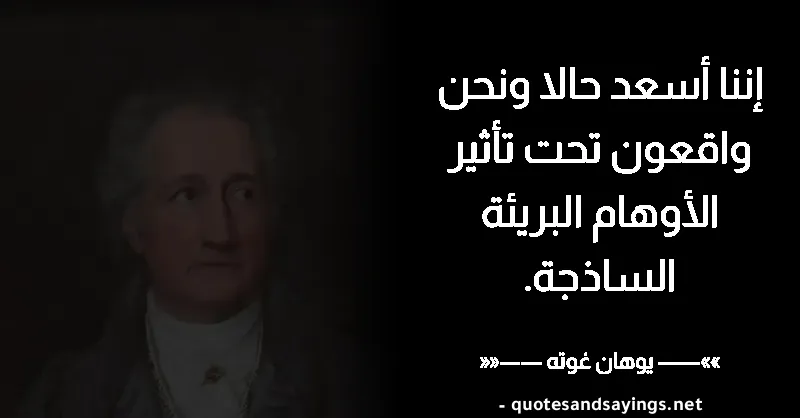 إننا أسعد حالا ونحن
واقعون تحت تأثير
الأوهام البريئة
الساذجة.
»»—— يوهان غوته ——««
- quotesandsayings.net